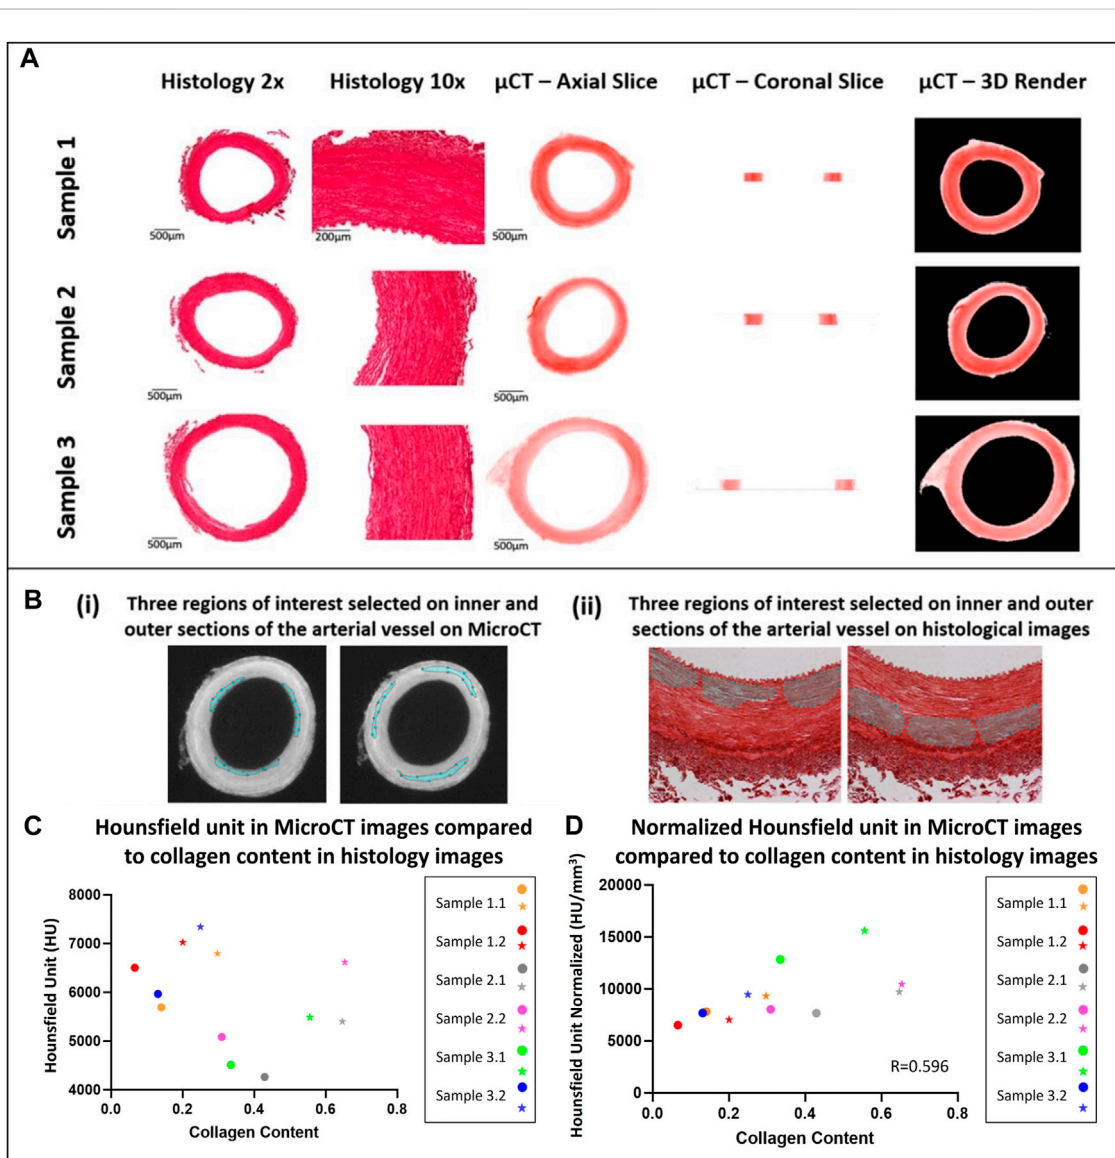 A
Histology 2x
Histology 10x
µCT – Axial Slice
µCT – Coronal Slice
µCT – 3D Render
Sample 1
500µm
200µm
500µm
Sample 2
500µm
500µm
Sample 3
500µm
500µm
B
(i)
Three regions of interest selected on inner and
outer sections of the arterial vessel on MicroCT
(ii)
Three regions of interest selected on inner and outer
sections of the arterial vessel on histological images
C
Hounsfield unit in MicroCT images compared
to collagen content in histology images
Hounsfield Unit (HU)
8000
7000
6000
5000
4000
0.0
0.2
0.4
0.6
0.8
Collagen Content
Sample 1.1
Sample 1.2
Sample 2.1
Sample 2.2
Sample 3.1
Sample 3.2
D
Normalized Hounsfield unit in MicroCT images
compared to collagen content in histology images
Hounsfield Unit Normalized (HU/mm³)
20000
15000
10000
5000
0
R=0.596
0.0
0.2
0.4
0.6
0.8
Collagen Content
Sample 1.1
Sample 1.2
Sample 2.1
Sample 2.2
Sample 3.1
Sample 3.2